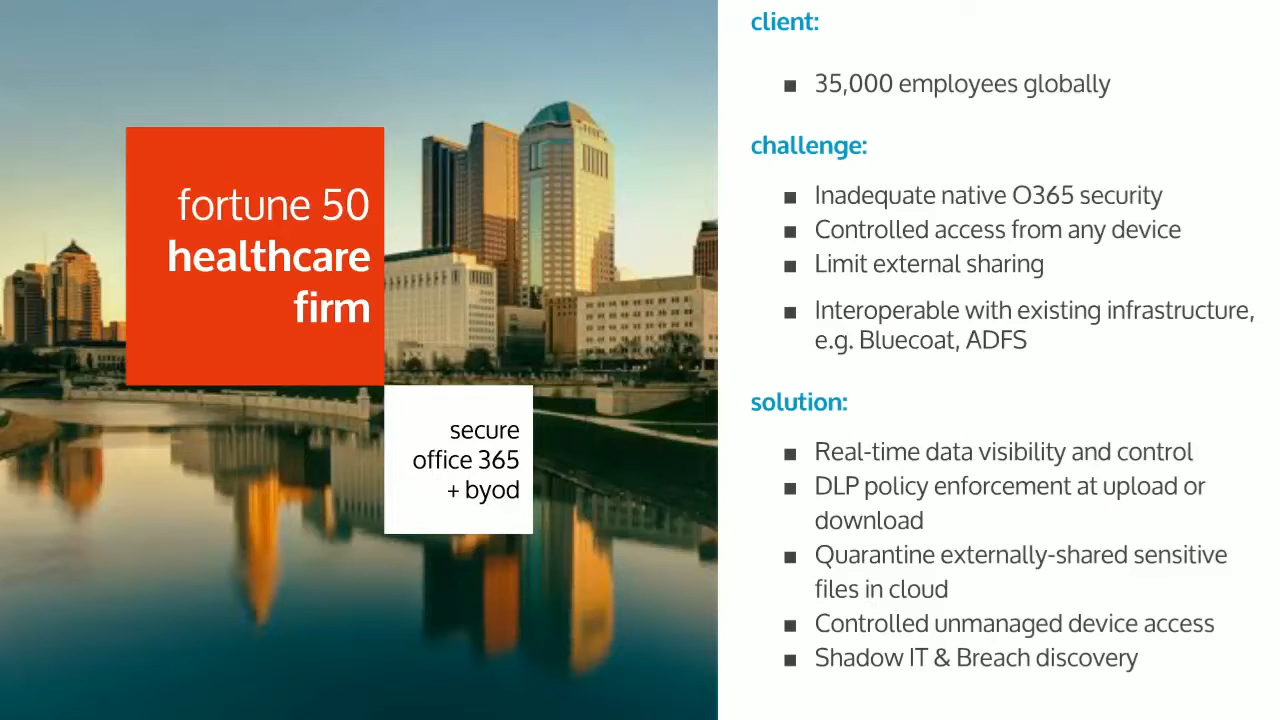 fortune 50
healthcare
firm
secure
office 365
+ byod
client:
■ 35,000 employees globally
challenge:
■ Inadequate native O365 security
■ Controlled access from any device
■ Limit external sharing
■ Interoperable with existing infrastructure,
e.g. Bluecoat, ADFS
solution:
■ Real-time data visibility and control
■ DLP policy enforcement at upload or
download
■ Quarantine externally-shared sensitive
files in cloud
■ Controlled unmanaged device access
■ Shadow IT & Breach discovery